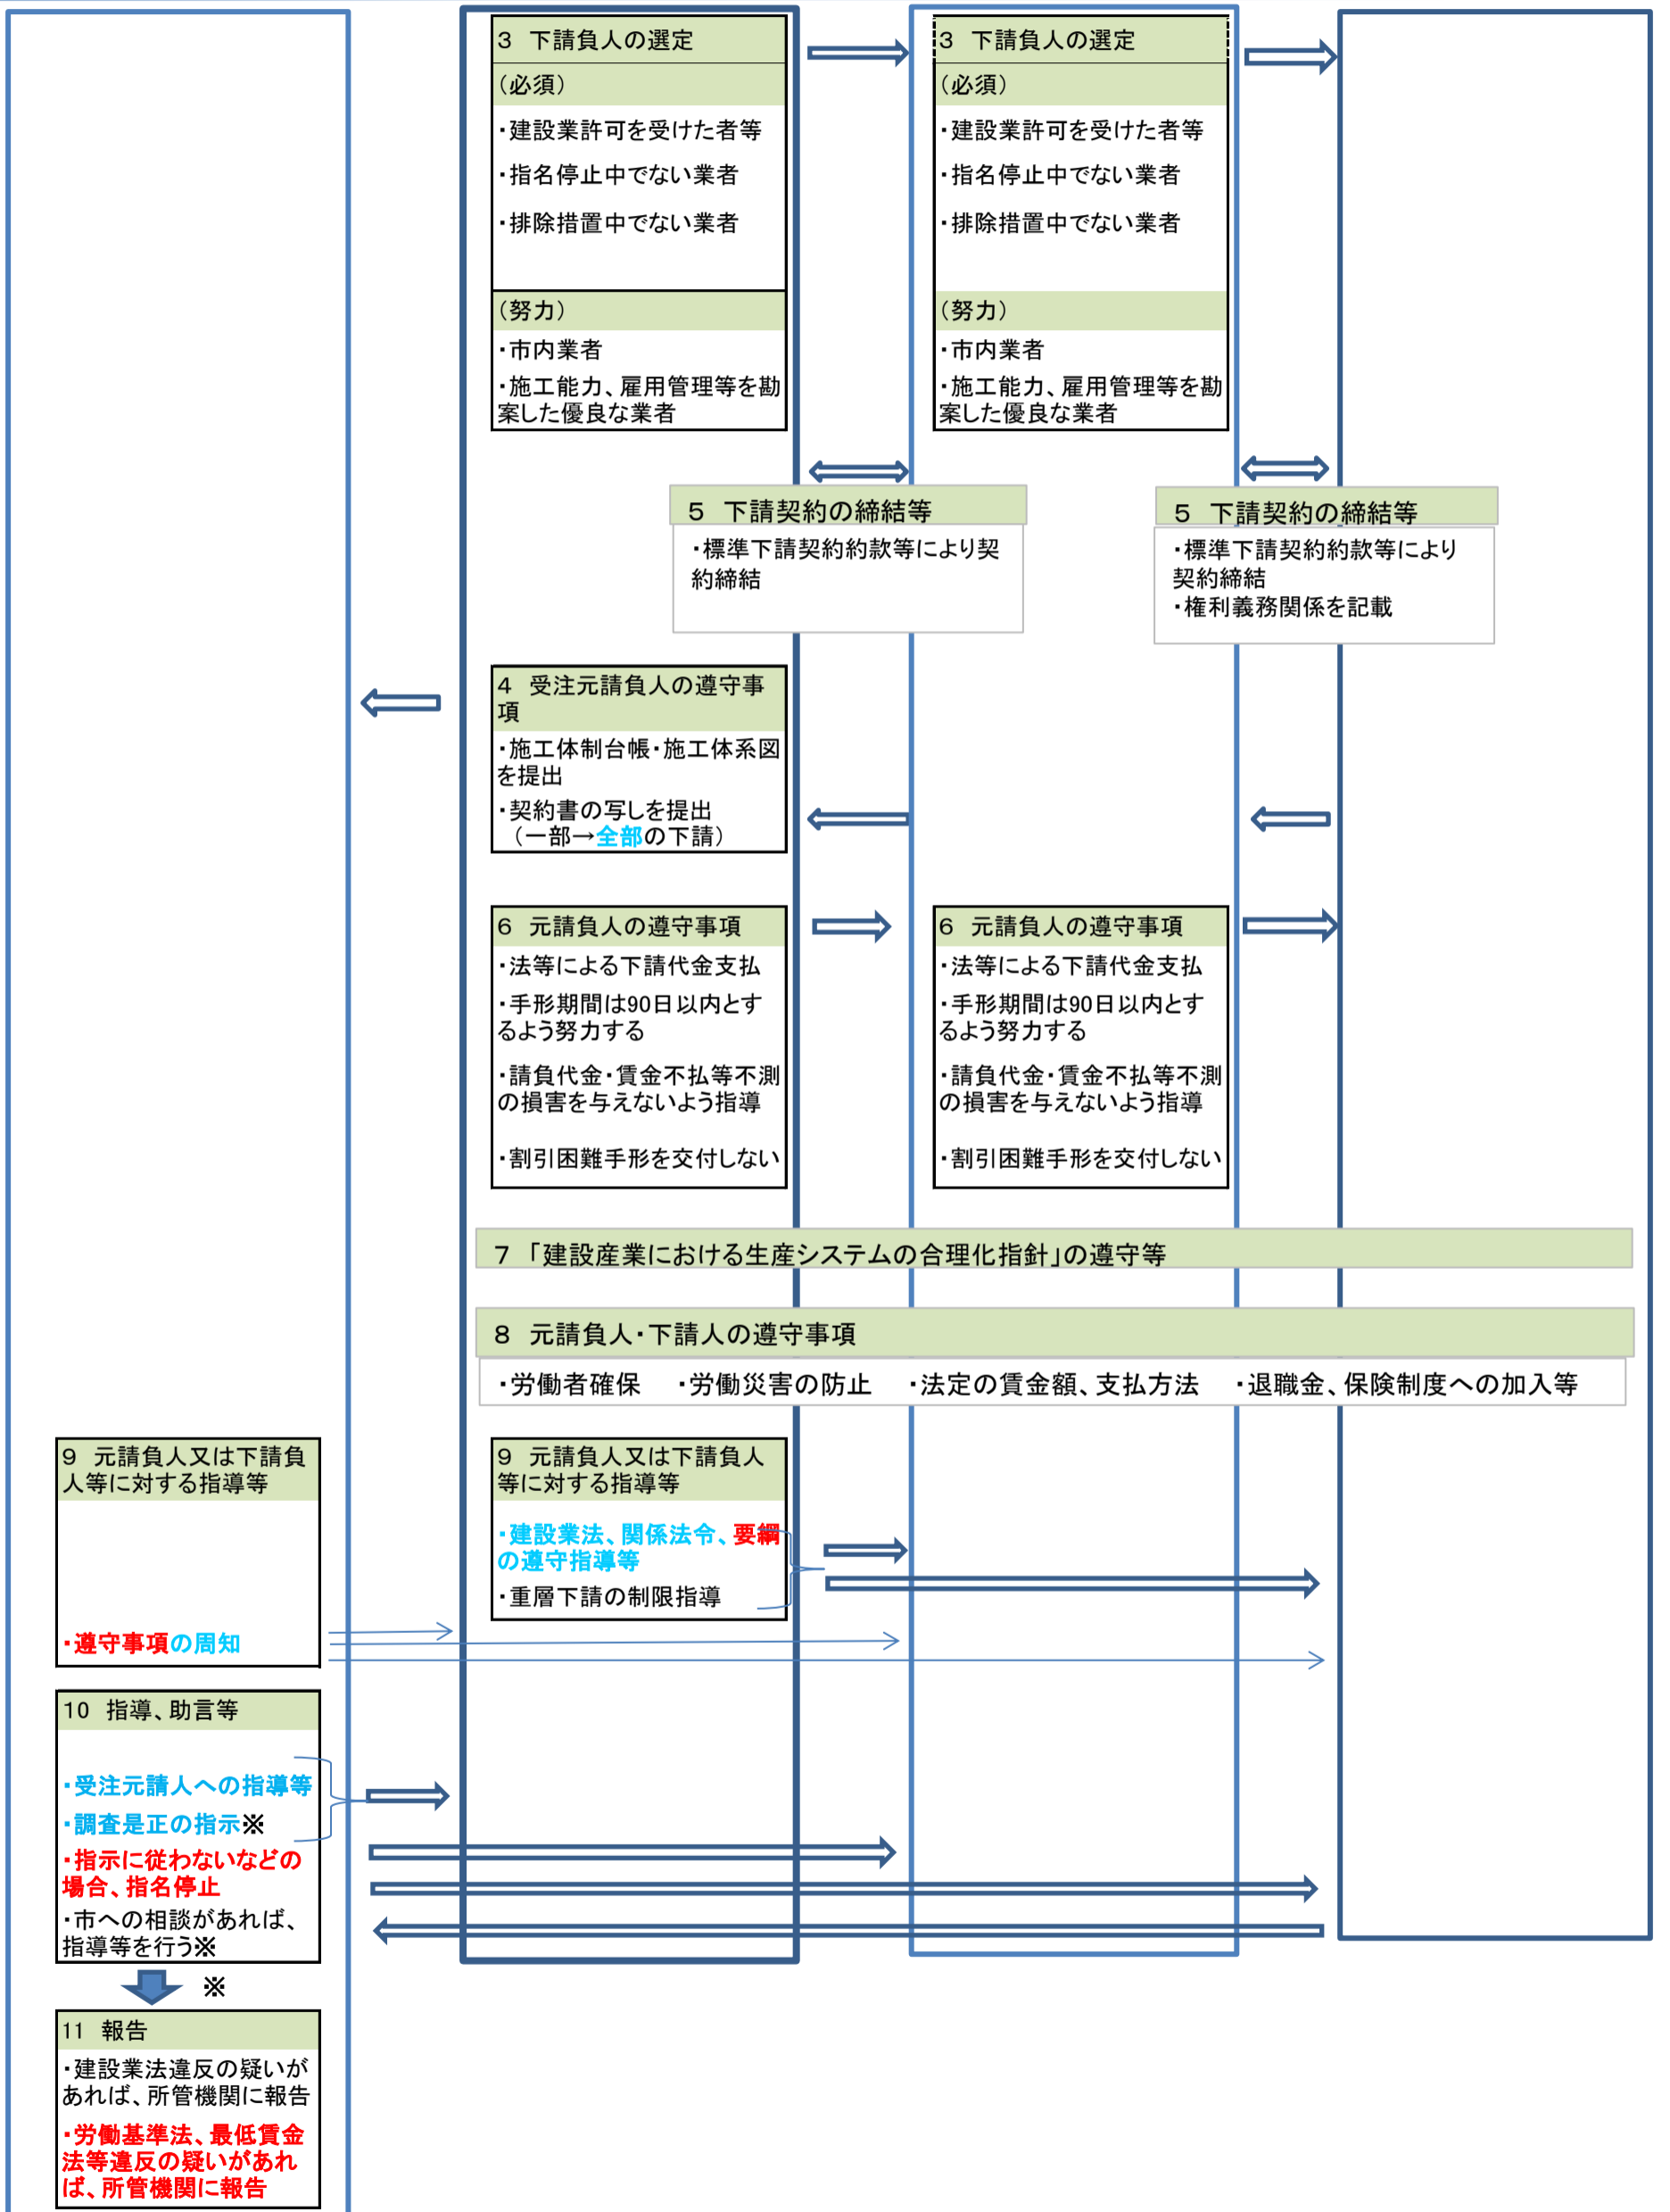 3 下請負人の選定
(必須)
・建設業許可を受けた者等
・指名停止中でない業者
・排除措置中でない業者
(努力)
・市内業者
・施工能力、雇用管理等を勘
案した優良な業者
3 下請負人の選定
(必須)
・建設業許可を受けた者等
・指名停止中でない業者
・排除措置中でない業者
(努力)
・市内業者
・施工能力、雇用管理等を勘
案した優良な業者
5 下請契約の締結等
・標準下請契約約款等により契
約締結
5 下請契約の締結等
・標準下請契約約款等により
契約締結
・権利義務関係を記載
4 受注元請負人の遵守事
項
・施工体制台帳・施工体系図
を提出
・契約書の写しを提出
(一部→全部の下請)
6 元請負人の遵守事項
・法等による下請代金支払
・手形期間は90日以内とす
るよう努力する
・請負代金・賃金不払等不測
の損害を与えないよう指導
・割引困難手形を交付しない
6 元請負人の遵守事項
・法等による下請代金支払
・手形期間は90日以内とす
るよう努力する
・請負代金・賃金不払等不測
の損害を与えないよう指導
・割引困難手形を交付しない
7 「建設産業における生産システムの合理化指針」の遵守等
8 元請負人・下請人の遵守事項
・労働者確保 ・労働災害の防止 ・法定の賃金額、支払方法 ・退職金、保険制度への加入等
9 元請負人又は下請負
人等に対する指導等
・遵守事項の周知
9 元請負人又は下請負人
等に対する指導等
・建設業法、関係法令、要綱
の遵守指導等
・重層下請の制限指導
10 指導、助言等
・受注元請人への指導等
・調査是正の指示※
・指示に従わないなどの
場合、指名停止
・市への相談があれば、
指導等を行う※
※
11 報告
・建設業法違反の疑いが
あれば、所管機関に報告
・労働基準法、最低賃金
法等違反の疑いがあれ
ば、所管機関に報告